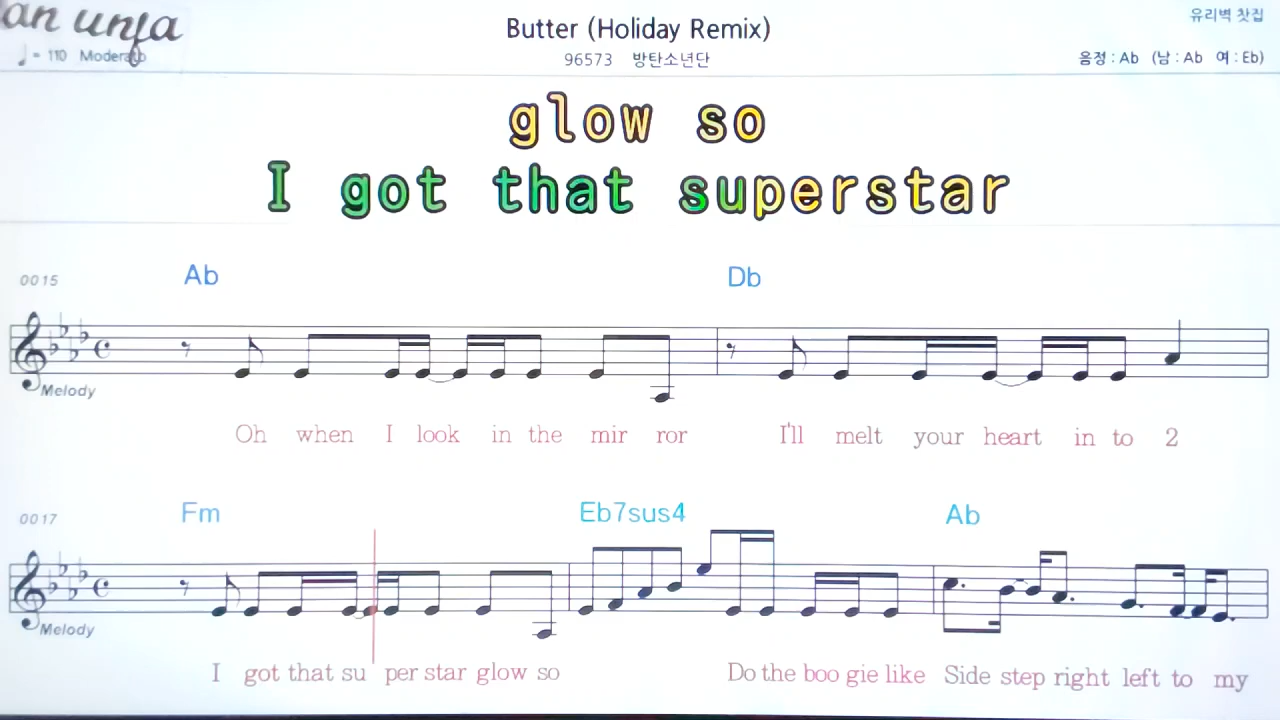 an unfa
♩= 110 Moderato
Butter (Holiday Remix)
96573 방탄소년단
유리벽 찻집
음정 : Ab (남 : Ab 여 : Eb)
glow so
I got that superstar
0015
Ab Db
Melody
Oh when I look in the mir ror I'll melt your heart in to 2
0017
Fm Eb7sus4 Ab
Melody
I got that su per star glow so Do the boo gie like Side step right left to my